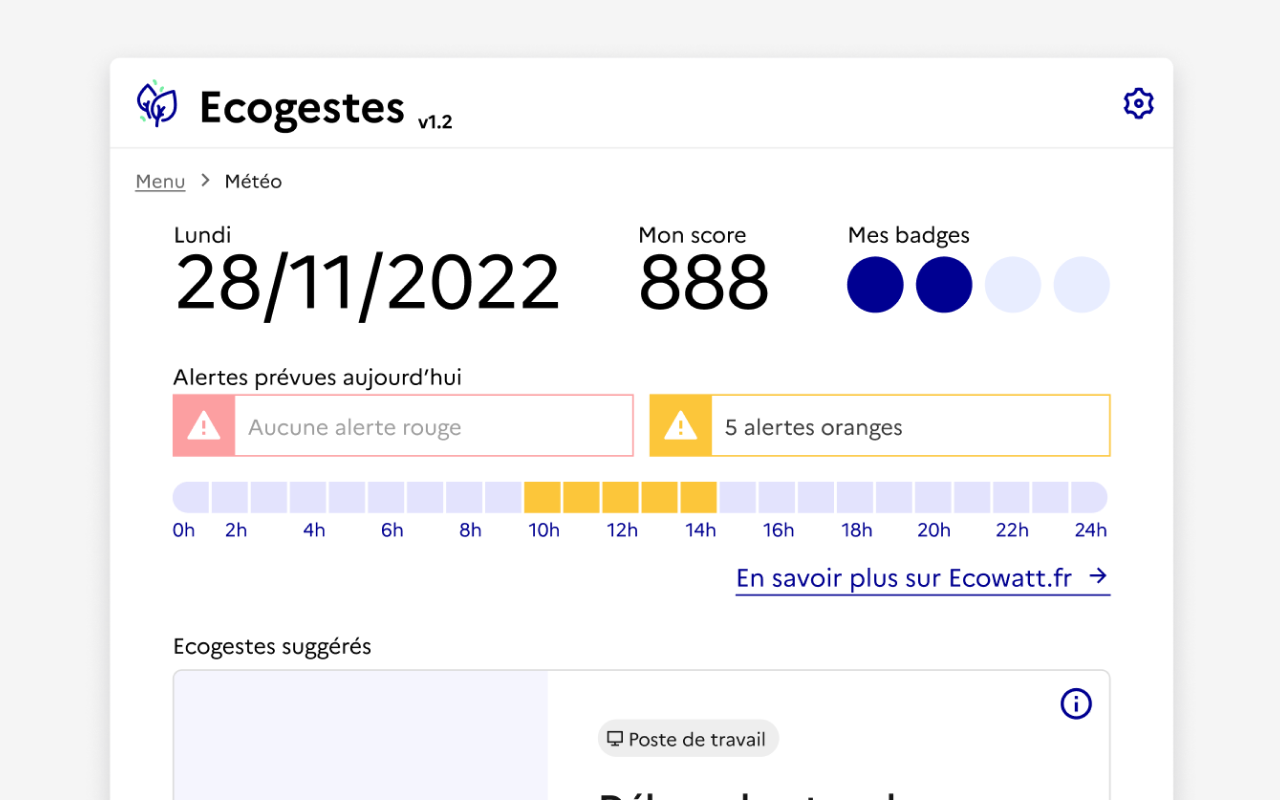 Ecogestes v1.2
Menu > Météo
Lundi
28/11/2022
Mon score
888
Mes badges
Alertes prévues aujourd’hui
Aucune alerte rouge
5 alertes oranges
0h 2h 4h 6h 8h 10h 12h 14h 16h 18h 20h 22h 24h
En savoir plus sur Ecowatt.fr →
Ecogestes suggérés
Poste de travail